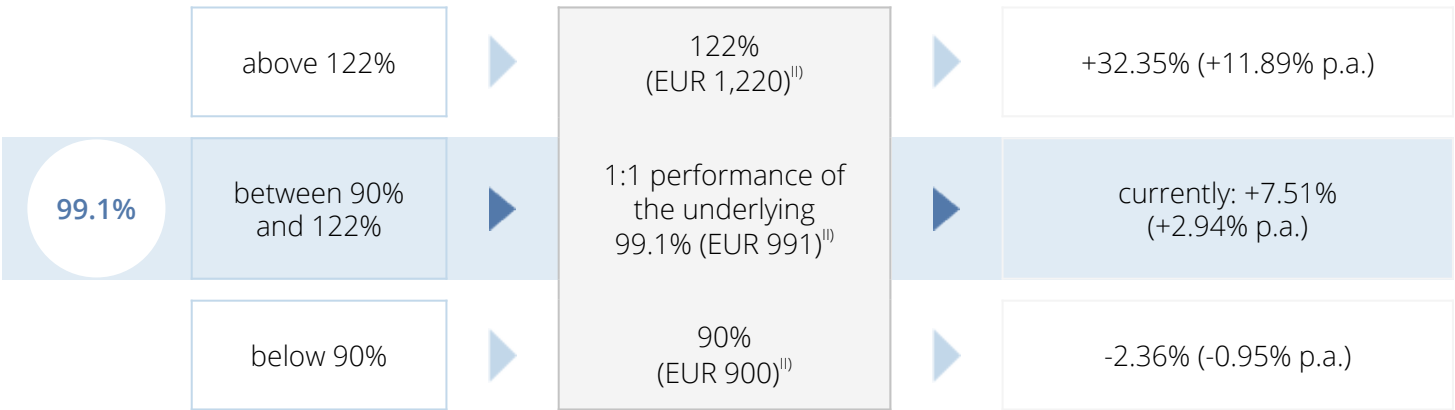 above 122%
122%
(EUR 1,220)II)
+32.35% (+11.89% p.a.)
99.1%
between 90%
and 122%
1:1 performance of
the underlying
99.1% (EUR 991)II)
currently: +7.51%
(+2.94% p.a.)
below 90%
90%
(EUR 900)II)
-2.36% (-0.95% p.a.)